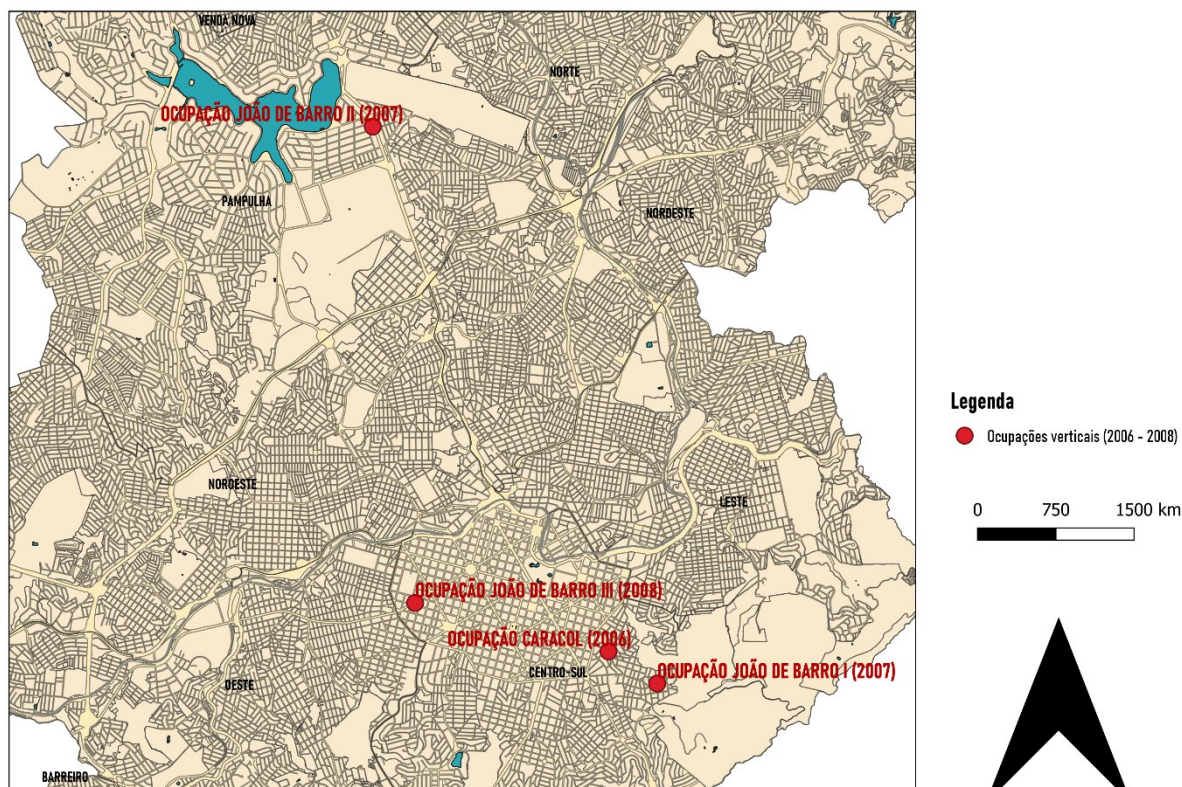 VENDA NOVA
NORTE
OCUPAÇÃO JOÃO DE BARRO II (2007)
PAMPULHA
NORDESTE
NOROESTE
LESTE
OCUPAÇÃO JOÃO DE BARRO III (2008)
OCUPAÇÃO CARACOL (2006)
CENTRO-SUL
OCUPAÇÃO JOÃO DE BARRO I (2007)
OESTE
BARREIRO
Legenda
Ocupações verticais (2006 - 2008)
0 750 1500 km